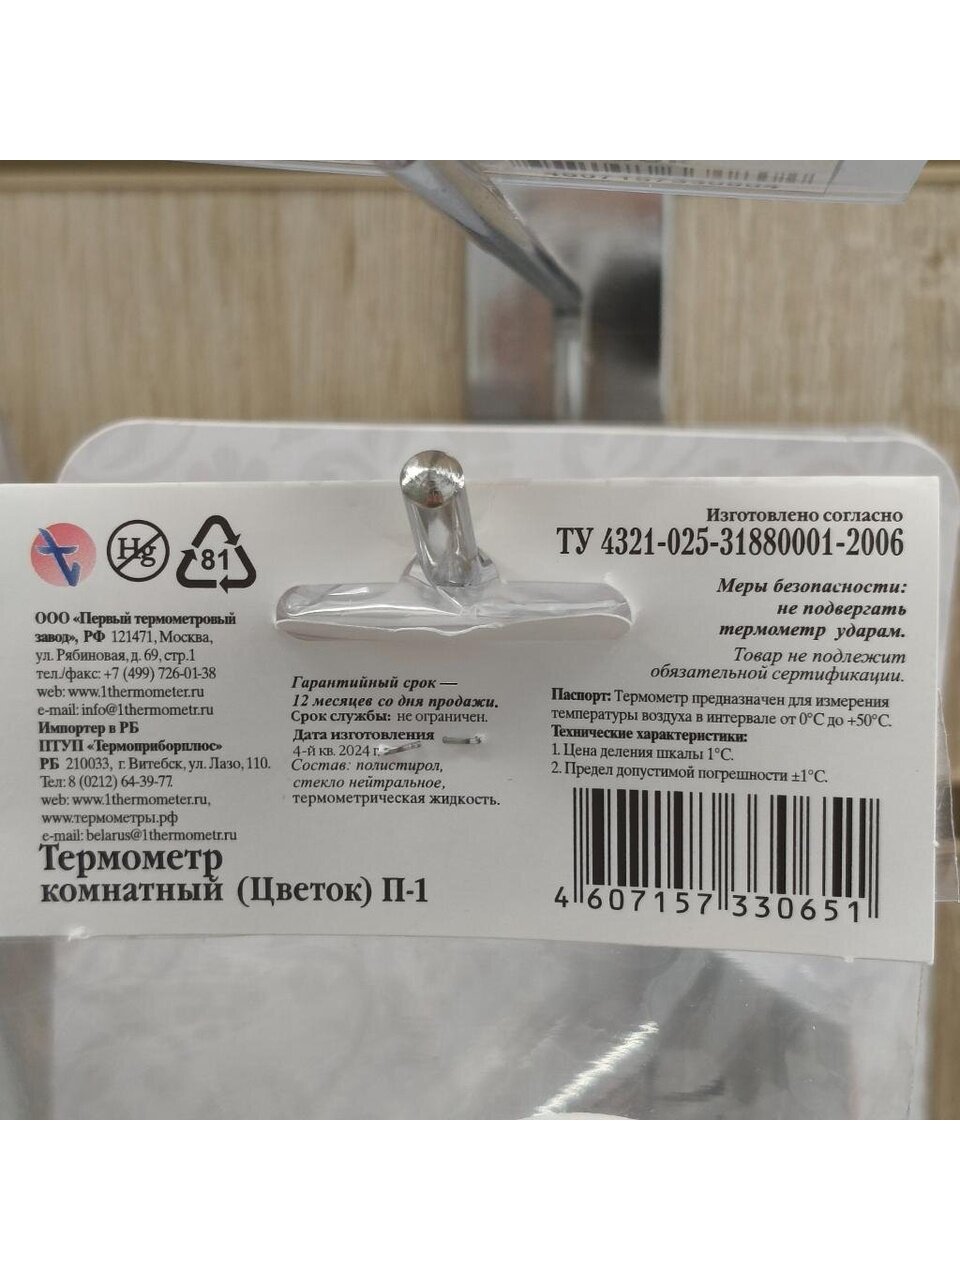 Hg
81
ООО «Первый термометровый
завод», РФ 121471, Москва,
ул. Рябиновая, д. 69, стр.1
тел./факс: +7 (499) 726-01-38
web: www.1thermometer.ru
e-mail: info@1thermometr.ru
Импортер в РБ
ПТУП «Термоприборплюс»
РБ 210033, г. Витебск, ул. Лазо, 110.
Тел: 8 (0212) 64-39-77.
web: www.1thermometer.ru,
www.термометры.рф
e-mail: belarus@1thermometr.ru
Термометр
комнатный (Цветок) П-1
Гарантийный срок —
12 месяцев со дня продажи.
Срок службы: не ограничен.
Дата изготовления
4-й кв. 2024 г.
Состав: полистирол,
стекло нейтральное,
термометрическая жидкость.
Изготовлено согласно
ТУ 4321-025-31880001-2006
Меры безопасности:
не подвергать
термометр ударам.
Товар не подлежит
обязательной сертификации.
Паспорт: Термометр предназначен для измерения
температуры воздуха в интервале от 0°С до +50°С.
Технические характеристики:
1. Цена деления шкалы 1°С.
2. Предел допустимой погрешности ±1°С.
4 607157 330651